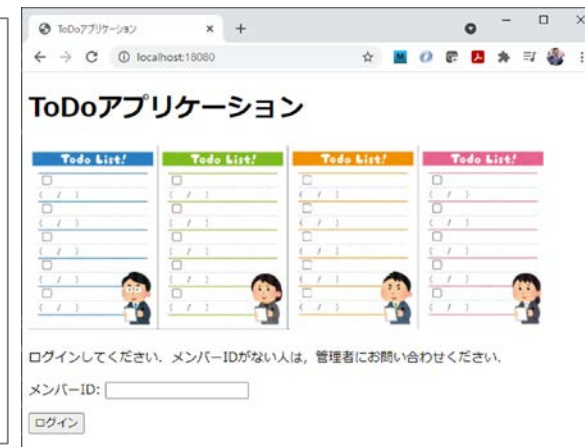 ToDoアプリケーション
localhost:18080
ToDoアプリケーション
Todo List! Todo List! Todo List! Todo List!
( / ) ( / ) ( / ) ( / )
( / ) ( / ) ( / ) ( / )
( / ) ( / ) ( / ) ( / )
( / ) ( / ) ( / ) ( / )
( / ) ( / ) ( / ) ( / )
ログインしてください．メンバーIDがない人は，管理者にお問い合わせください．
メンバーID:
ログイン